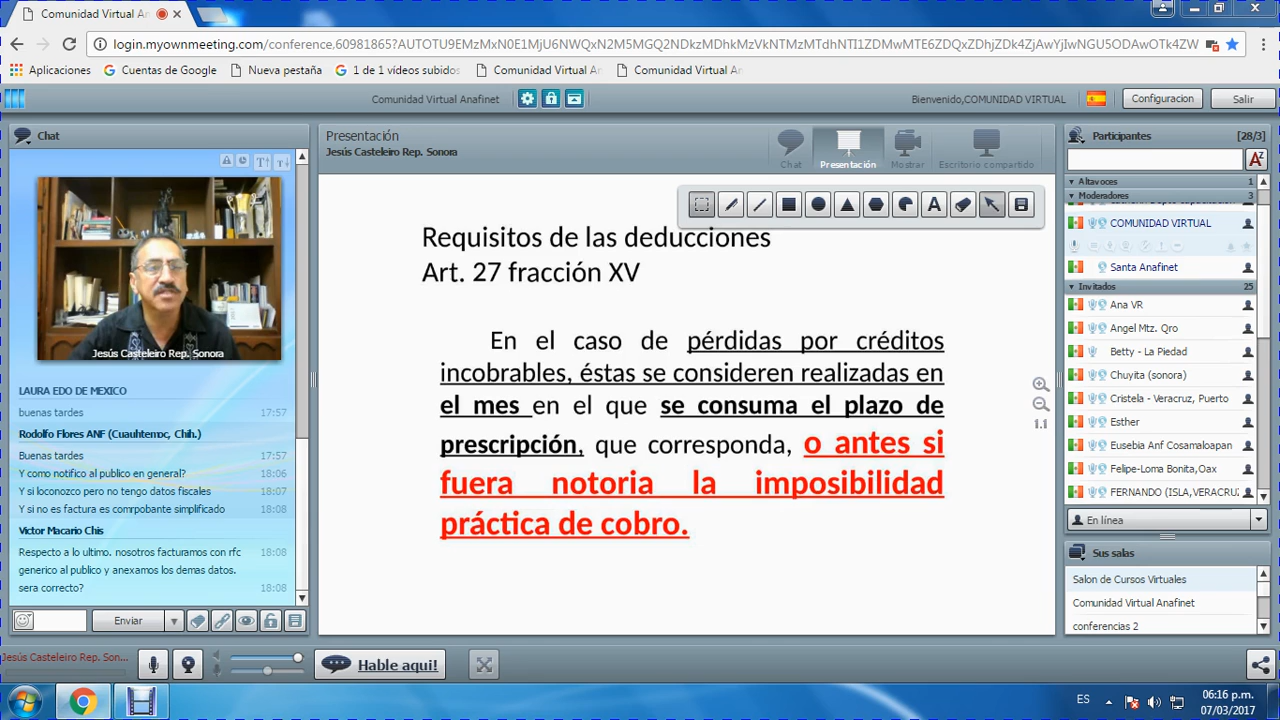 Comunidad Virtual Anafinet
login.myownmeeting.com/conference.60981865?
Aplicaciones
Cuentas de Google
Nueva pestaña
1 de 1 vídeos subidos
Comunidad Virtual An
Comunidad Virtual An
Comunidad Virtual Anafinet
Bienvenido,COMUNIDAD VIRTUAL
Configuracion
Salir
Chat
Jesús Casteleiro Rep. Sonora
LAURA EDO DE MEXICO
buenas tardes 17:57
Rodolfo Flores ANF (Cuauhtemoc, Chih.)
Buenas tardes 17:57
Y como notifico al publico en general? 18:06
Y si loconozco pero no tengo datos fiscales 18:07
Y si no es factura es comrpobante simplificado 18:08
Victor Macario Chis
Respecto a lo ultimo. nosotros facturamos con rfc
generico al publico y anexamos los demas datos.
sera correcto? 18:08
Enviar
Presentación
Jesús Casteleiro Rep. Sonora
Chat
Presentación
Mostrar
Escritorio compartido
Requisitos de las deducciones
Art. 27 fracción XV
En el caso de pérdidas por créditos
incobrables, éstas se consideren realizadas en
el mes en el que se consuma el plazo de
prescripción, que corresponda, o antes si
fuera notoria la imposibilidad
práctica de cobro.
1.1
Participantes [28/3]
Altavoces 1
Moderadores 3
COMUNIDAD VIRTUAL
Santa Anafinet
Invitados 25
Ana VR
Angel Mtz. Qro
Betty - La Piedad
Chuyita (sonora)
Cristela - Veracruz, Puerto
Esther
Eusebia Anf Cosamaloapan
Felipe-Loma Bonita,Oax
FERNANDO (ISLA,VERACRUZ
En línea
Sus salas
Salon de Cursos Virtuales
Comunidad Virtual Anafinet
conferencias 2
Jesús Casteleiro Rep. Son...
Hable aqui!
ES
06:16 p.m.
07/03/2017